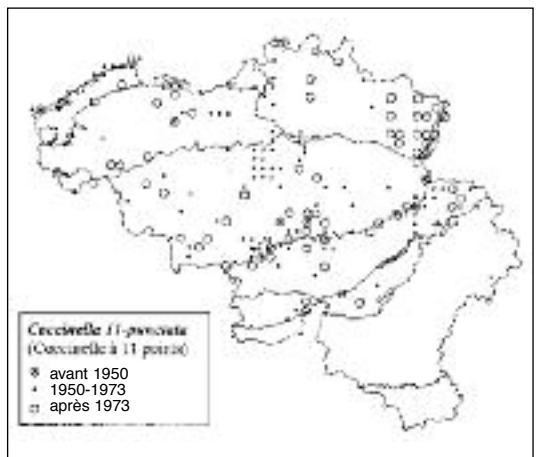 Coccinella 11-punctata
(Coccinelle à 11 points)
avant 1950
1950-1973
après 1973